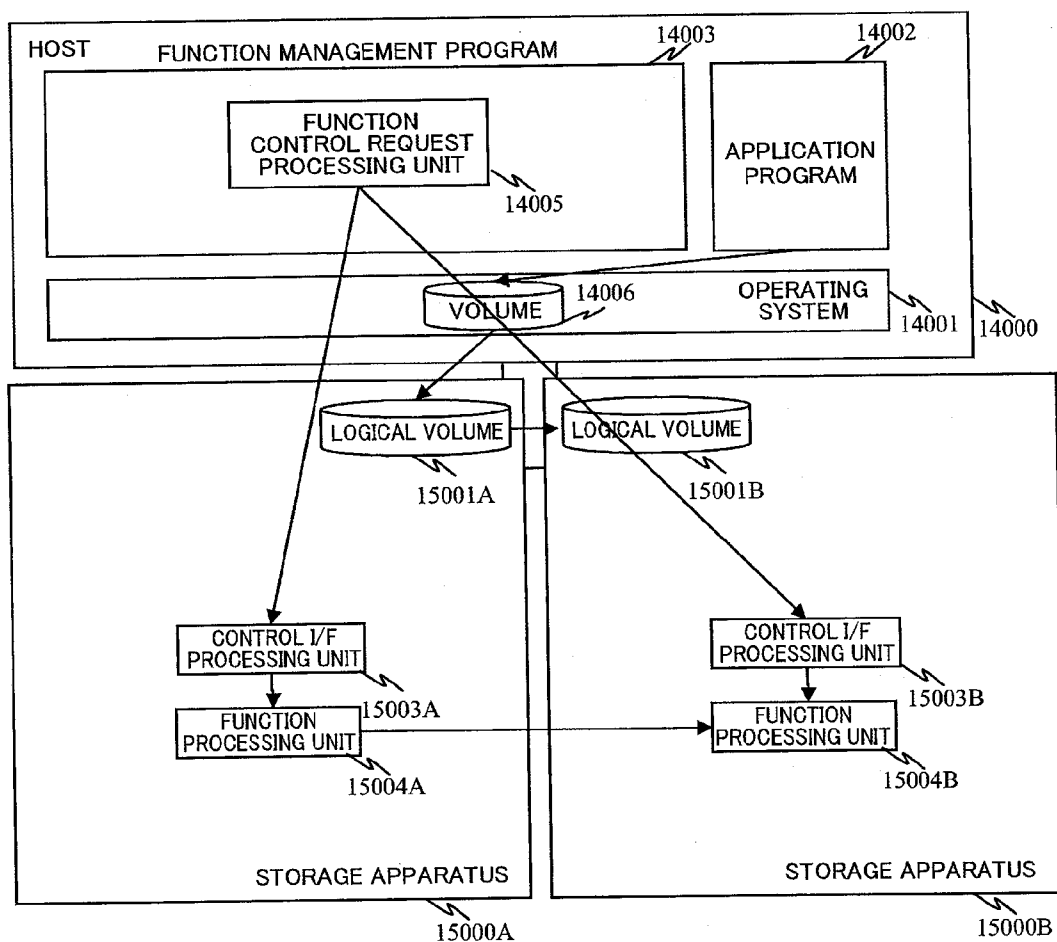 HOST
FUNCTION MANAGEMENT PROGRAM
14003
14002
FUNCTION
CONTROL REQUEST
PROCESSING UNIT
14005
APPLICATION
PROGRAM
VOLUME
14006
OPERATING
SYSTEM
14001
14000
LOGICAL VOLUME
15001A
LOGICAL VOLUME
15001B
CONTROL I/F
PROCESSING UNIT
15003A
FUNCTION
PROCESSING UNIT
15004A
CONTROL I/F
PROCESSING UNIT
15003B
FUNCTION
PROCESSING UNIT
15004B
STORAGE APPARATUS
15000A
STORAGE APPARATUS
15000B